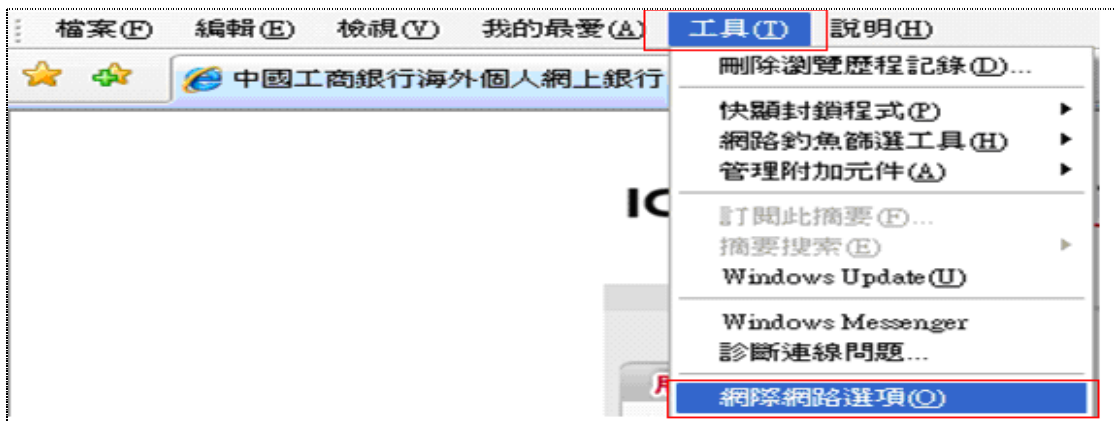 檔案(F) 編輯(E) 檢視(V) 我的最愛(A) 工具(T) 說明(H)
中國工商銀行海外個人網上銀行
刪除瀏覽歷程記錄(D)...
快顯封鎖程式(P)
網路釣魚篩選工具(H)
管理附加元件(A)
IC
訂閱此摘要(F)...
摘要搜索(E)
Windows Update(U)
Windows Messenger
診斷連線問題...
網際網路選項(O)